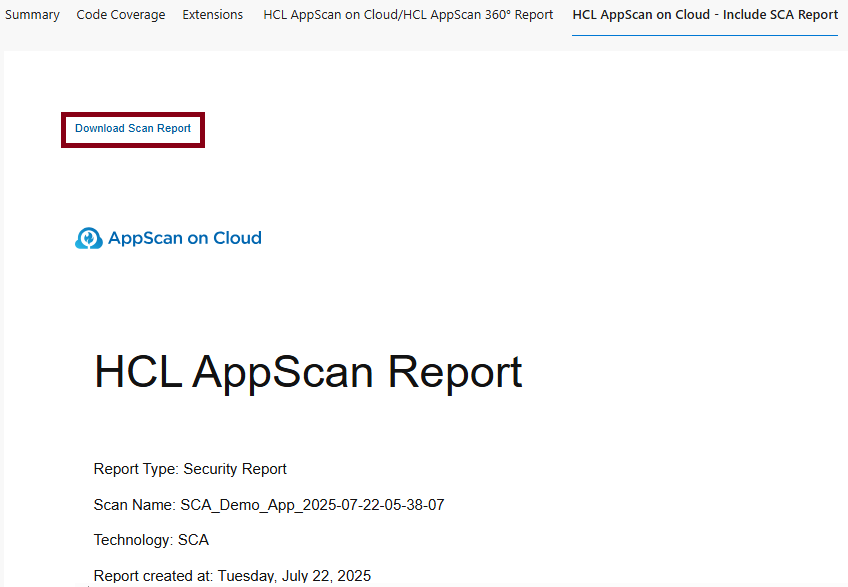 Summary Code Coverage Extensions HCL AppScan on Cloud/HCL AppScan 360° Report HCL AppScan on Cloud - Include SCA Report
Download Scan Report
AppScan on Cloud
HCL AppScan Report
Report Type: Security Report
Scan Name: SCA_Demo_App_2025-07-22-05-38-07
Technology: SCA
Report created at: Tuesday, July 22, 2025